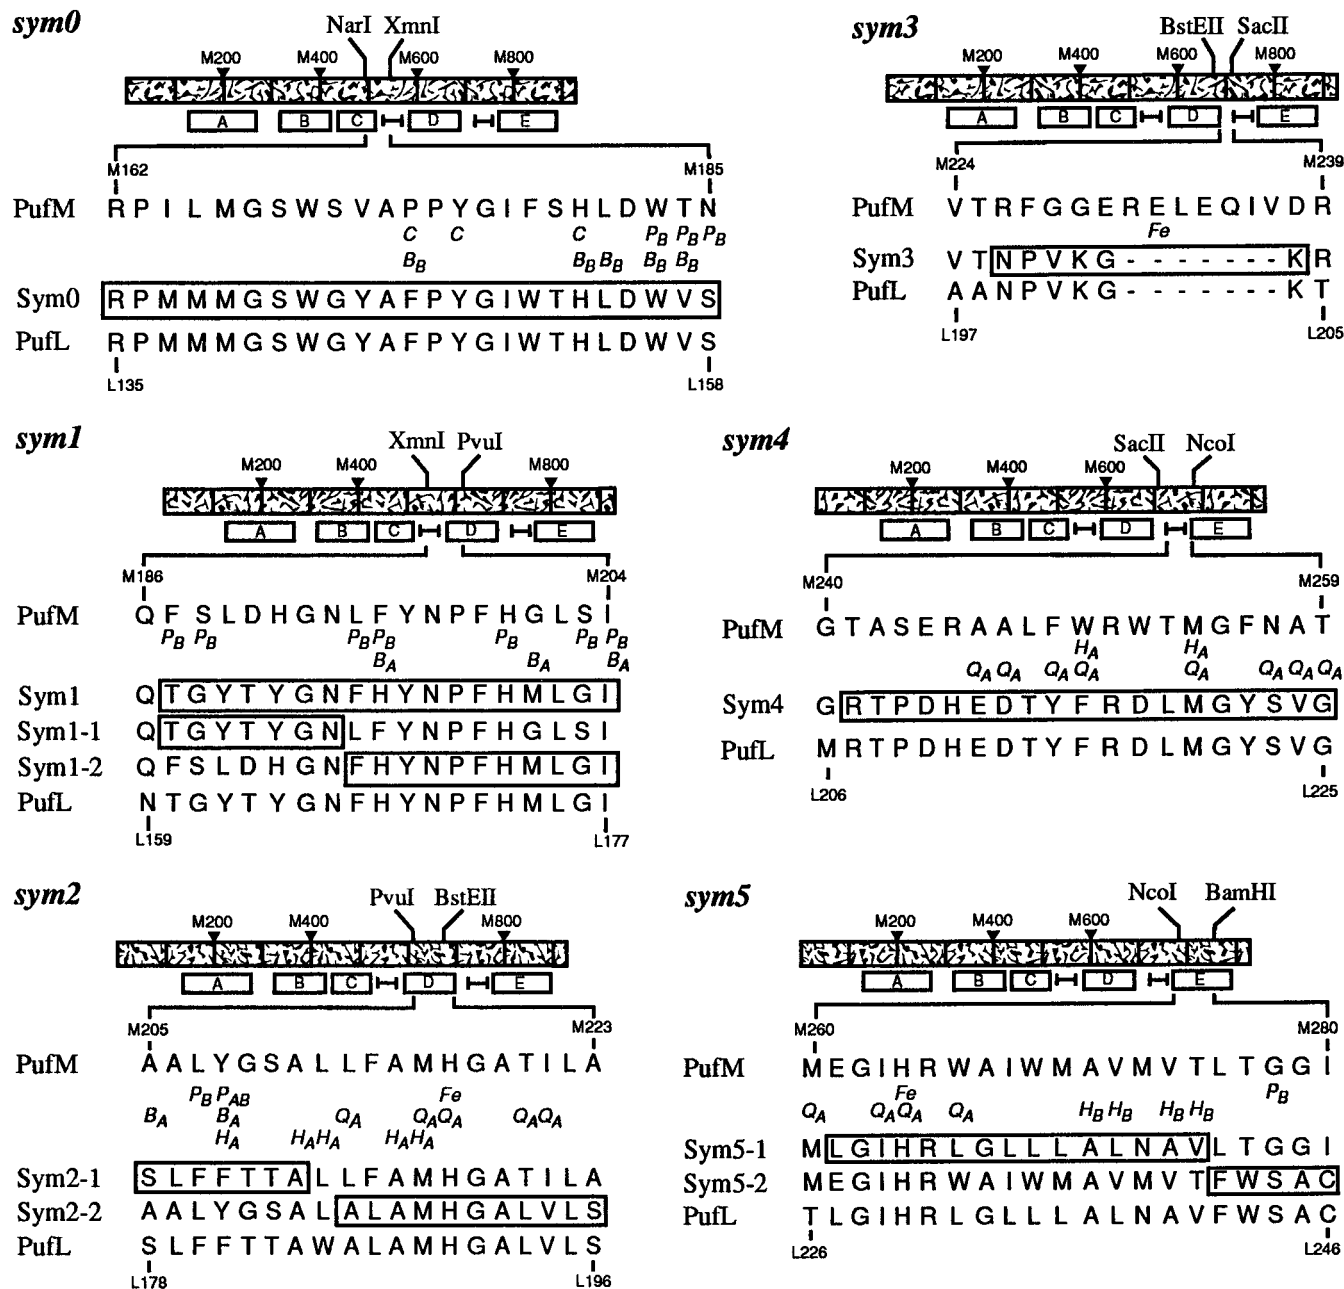 sym0
NarI XmnI
M200 M400 M600 M800
A B C D E
M162 M185
PufM R P I L M G S W S V A P P Y G I F S H L D W T N
C C C P_B P_B P_B
B_B B_B B_B B_B B_B
Sym0 R P M M M G S W G Y A F P Y G I W T H L D W V S
PufL R P M M M G S W G Y A F P Y G I W T H L D W V S
L135 L158
sym3
BstEII SacII
M200 M400 M600 M800
A B C D E
M224 M239
PufM V T R F G G E R E L E Q I V D R
Fe
Sym3 V T N P V K G - - - - - - - K R
PufL A A N P V K G - - - - - - - K T
L197 L205
sym1
XmnI PvuI
M200 M400 M800
A B C D E
M186 M204
PufM Q F S L D H G N L F Y N P F H G L S I
P_B P_B P_B P_B P_B P_B P_B
B_A B_A B_A
Sym1 Q T G Y T Y G N F H Y N P F H M L G I
Sym1-1 Q T G Y T Y G N L F Y N P F H G L S I
Sym1-2 Q F S L D H G N F H Y N P F H M L G I
PufL N T G Y T Y G N F H Y N P F H M L G I
L159 L177
sym4
SacII NcoI
M200 M400 M600
A B C D E
M240 M259
PufM G T A S E R A A L F W R W T M G F N A T
H_A H_A
Q_A Q_A Q_A Q_A Q_A Q_A Q_A Q_A
Sym4 G R T P D H E D T Y F R D L M G Y S V G
PufL M R T P D H E D T Y F R D L M G Y S V G
L206 L225
sym2
PvuI BstEII
M200 M400 M800
A B C D E
M205 M223
PufM A A L Y G S A L L F A M H G A T I L A
P_B P_AB Fe
B_A B_A Q_A Q_A Q_A Q_A Q_A
H_A H_A H_A H_A H_A
Sym2-1 S L F F T T A L L F A M H G A T I L A
Sym2-2 A A L Y G S A L A L A M H G A L V L S
PufL S L F F T T A W A L A M H G A L V L S
L178 L196
sym5
NcoI BamHI
M200 M400 M600
A B C D E
M260 M280
PufM M E G I H R W A I W M A V M V T L T G G I
Fe P_B
Q_A Q_A Q_A Q_A H_B H_B H_B H_B
Sym5-1 M L G I H R L G L L L A L N A V L T G G I
Sym5-2 M E G I H R W A I W M A V M V T F W S A C
PufL T L G I H R L G L L L A L N A V F W S A C
L226 L246